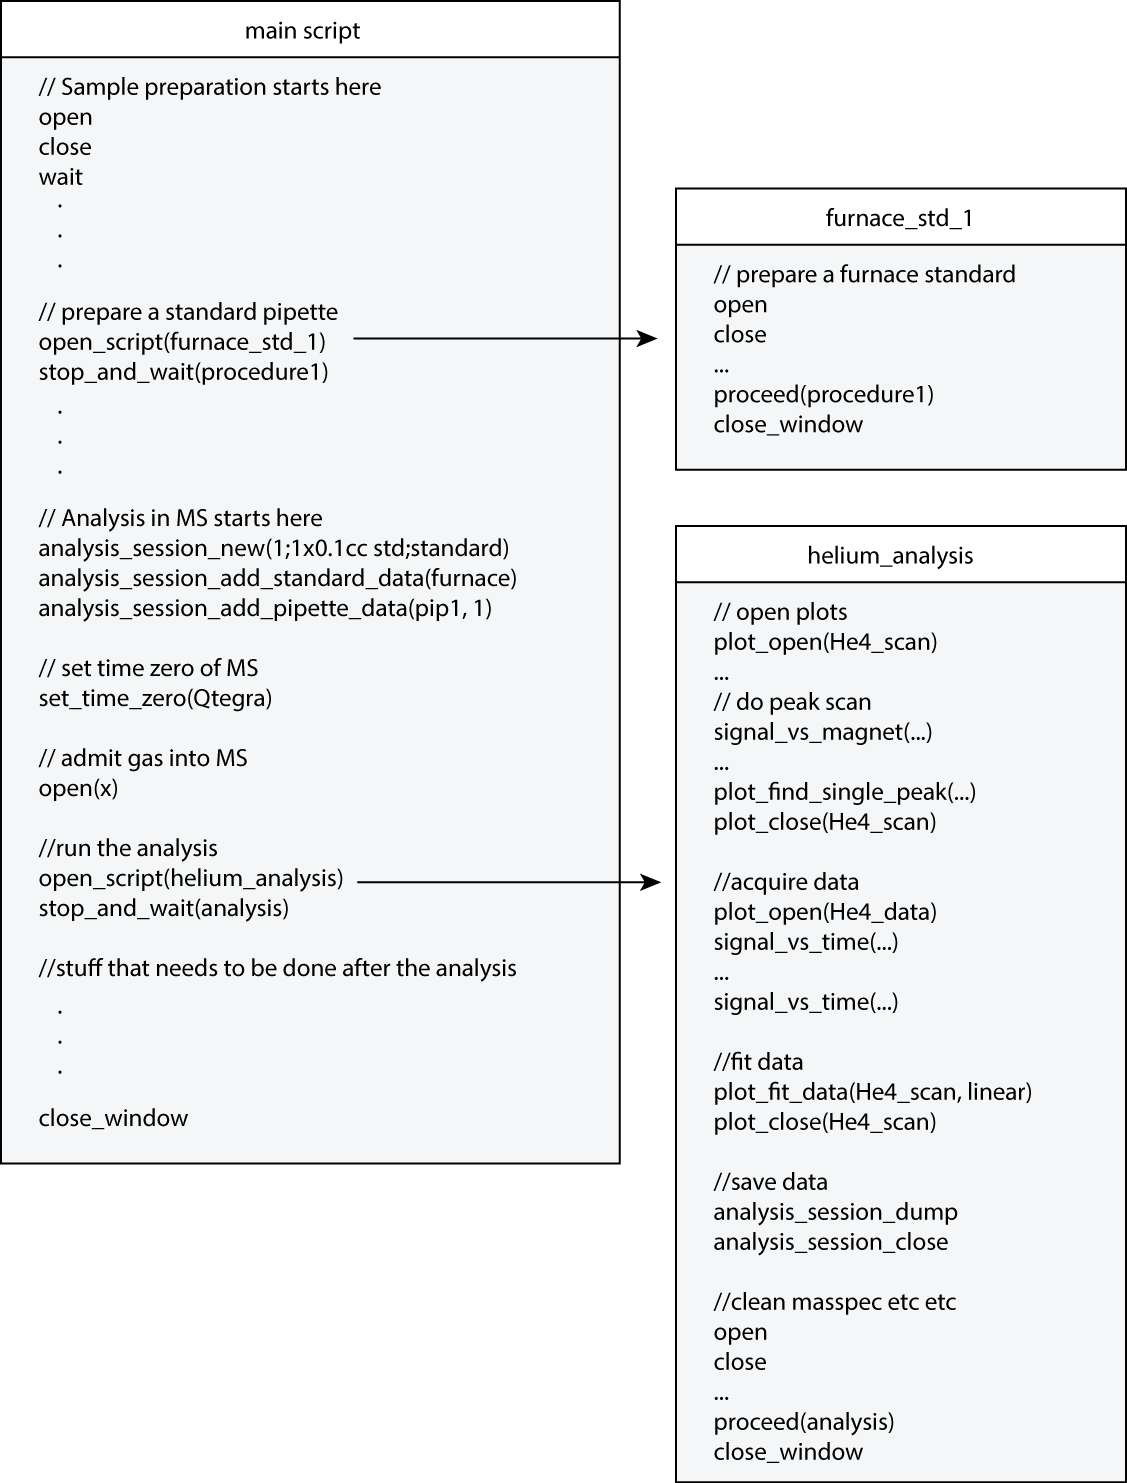 main script
// Sample preparation starts here
open
close
wait
.
.
.
// prepare a standard pipette
open_script(furnace_std_1)
stop_and_wait(procedure1)
.
.
.
// Analysis in MS starts here
analysis_session_new(1;1x0.1cc std;standard)
analysis_session_add_standard_data(furnace)
analysis_session_add_pipette_data(pip1, 1)
// set time zero of MS
set_time_zero(Qtegra)
// admit gas into MS
open(x)
//run the analysis
open_script(helium_analysis)
stop_and_wait(analysis)
//stuff that needs to be done after the analysis
.
.
.
close_window
furnace_std_1
// prepare a furnace standard
open
close
...
proceed(procedure1)
close_window
helium_analysis
// open plots
plot_open(He4_scan)
...
// do peak scan
signal_vs_magnet(...)
...
plot_find_single_peak(...)
plot_close(He4_scan)
//acquire data
plot_open(He4_data)
signal_vs_time(...)
...
signal_vs_time(...)
//fit data
plot_fit_data(He4_scan, linear)
plot_close(He4_scan)
//save data
analysis_session_dump
analysis_session_close
//clean masspec etc etc
open
close
...
proceed(analysis)
close_window